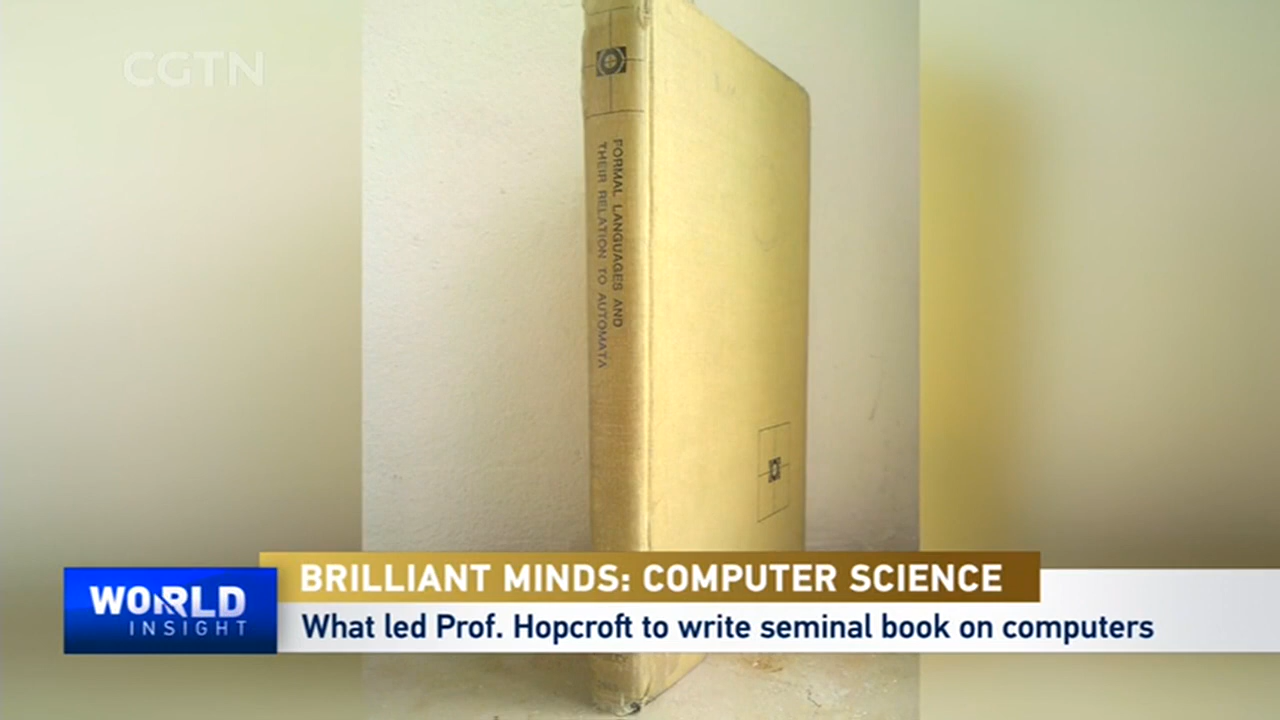 CGTN
FORMAL LANGUAGES AND
THEIR RELATION TO AUTOMATA
BRILLIANT MINDS: COMPUTER SCIENCE
WORLD
INSIGHT
What led Prof. Hopcroft to write seminal book on computers